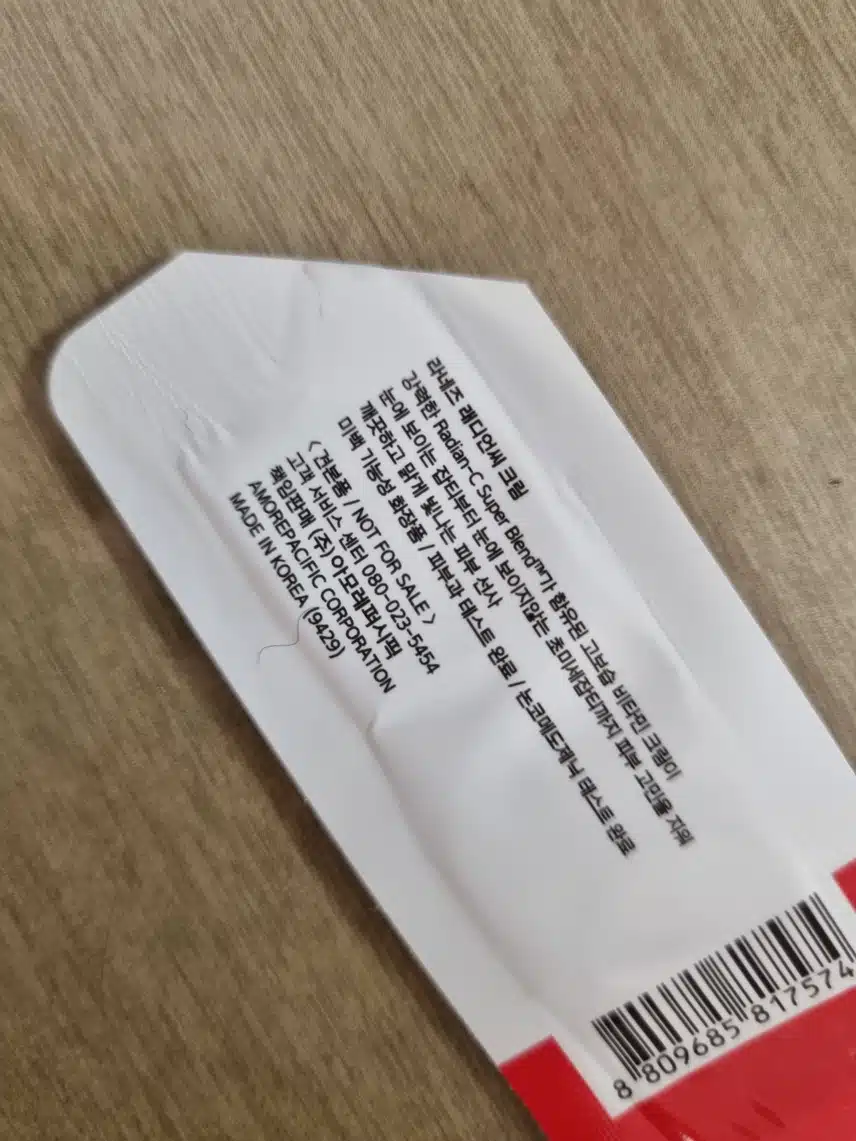 라네즈 래디언씨 크림
강력한 Radian-C Super Blend™가 함유된 고보습 비타민 크림이
눈에 보이는 잡티부터 눈에 보이지않는 초미세잡티까지 피부 고민을 지워
깨끗하고 맑게 빛나는 피부 선사
미백 기능성 화장품 / 피부과 테스트 완료 / 논코메도제닉 테스트 완료
<견본품 / NOT FOR SALE>
고객 서비스 센터 080-023-5454
책임판매 (주)아모레퍼시픽
AMOREPACIFIC CORPORATION
MADE IN KOREA (9429)
8 809685 817574